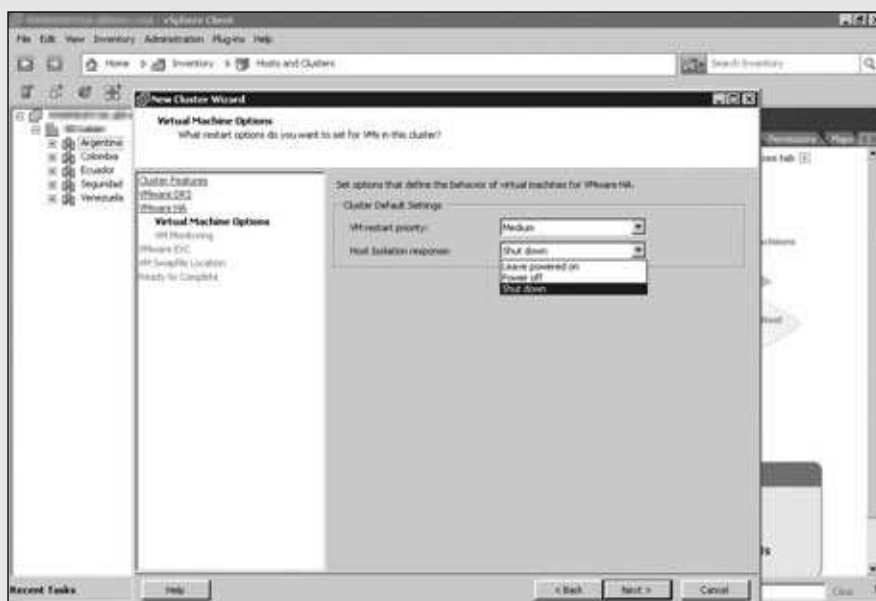 vSphere Client
File Edit View Inventory Administration Plug-ins Help
Home Inventory Hosts and Clusters
Search Inventory
New Cluster Wizard
Virtual Machine Options
What restart options do you want to set for VMs in this cluster?
Argentina
Colombia
Ecuador
Seguridad
Venezuela
Cluster Features
VMware DRS
VMware HA
Virtual Machine Options
VM Monitoring
VMware EVC
VM Swapfile Location
Ready to Complete
Set options that define the behavior of virtual machines for VMware HA.
Cluster Default Settings
VM restart priority: Medium
Host Isolation response: Shut down
Leave powered on
Power off
Shut down
Recent Tasks
Help
< Back
Next >
Cancel
Clear